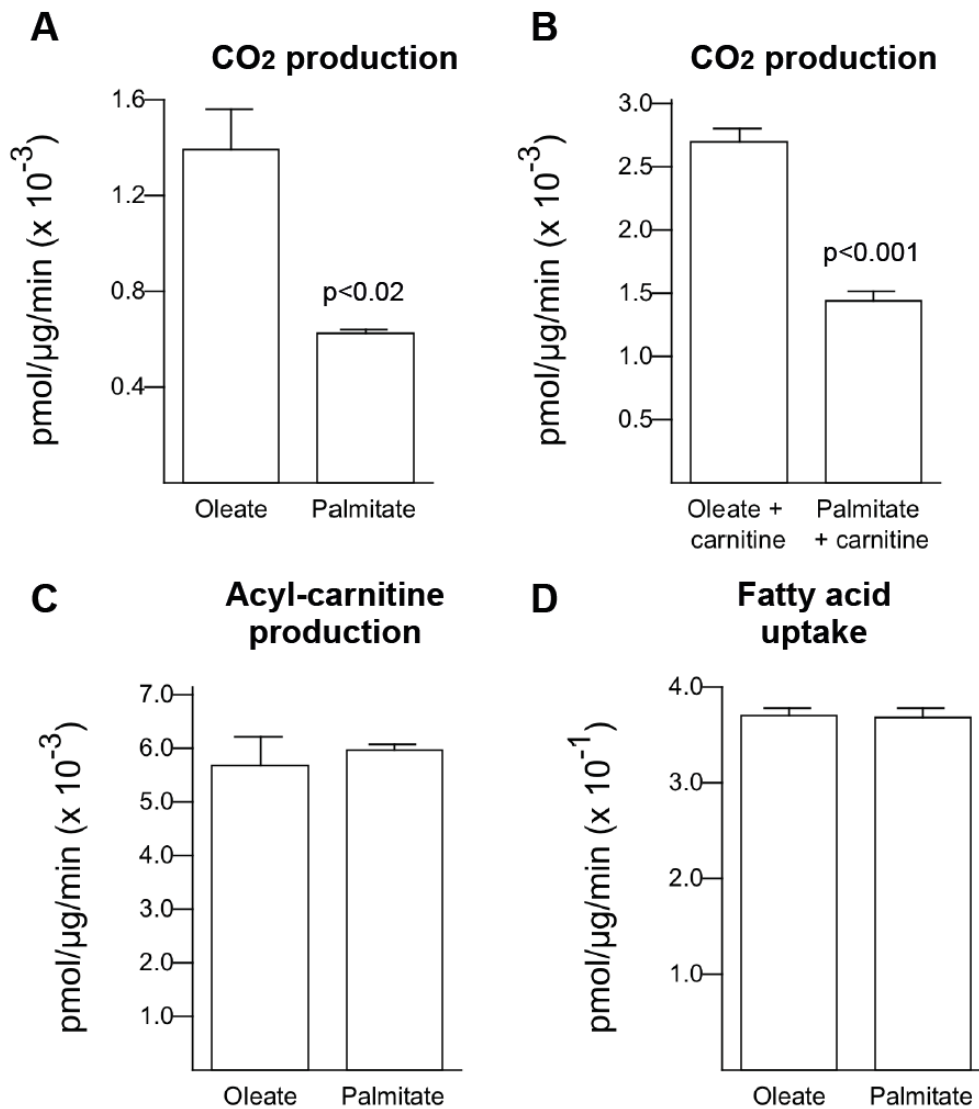 A
CO2 production
pmol/µg/min (x 10-3)
1.6
1.2
0.8
0.4
p<0.02
Oleate
Palmitate
B
CO2 production
pmol/µg/min (x 10-3)
3.0
2.5
2.0
1.5
1.0
0.5
p<0.001
Oleate +
carnitine
Palmitate
+ carnitine
C
Acyl-carnitine
production
pmol/µg/min (x 10-3)
7.0
6.0
5.0
4.0
3.0
2.0
1.0
Oleate
Palmitate
D
Fatty acid
uptake
pmol/µg/min (x 10-1)
4.0
3.0
2.0
1.0
Oleate
Palmitate